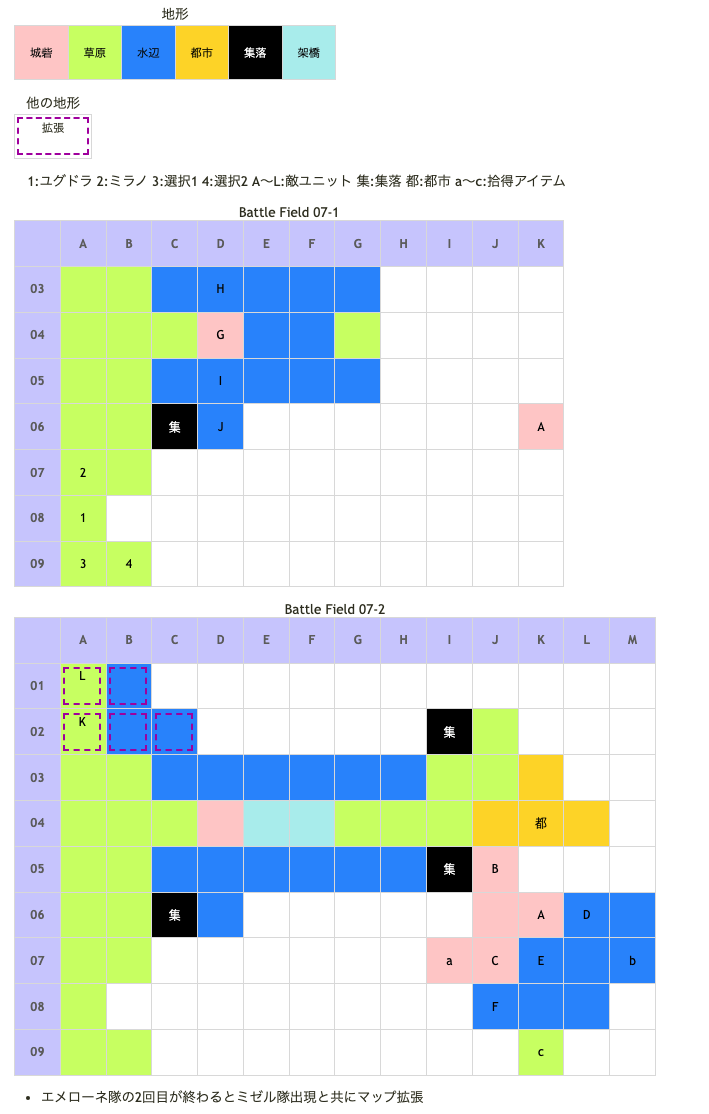 地形
城砦 草原 水辺 都市 集落 架橋
他の地形
拡張
1:ユグドラ 2:ミラノ 3:選択1 4:選択2 A〜L:敵ユニット 集:集落 都:都市 a〜c:拾得アイテム
Battle Field 07-1
A B C D E F G H I J K
03 H
04 G
05 I
06 集 J A
07 2
08 1
09 3 4
Battle Field 07-2
A B C D E F G H I J K L M
01 L
02 K 集
03
04 都
05 集 B
06 集 A D
07 a C E b
08 F
09 c
• エメローネ隊の2回目が終わるとミゼル隊出現と共にマップ拡張